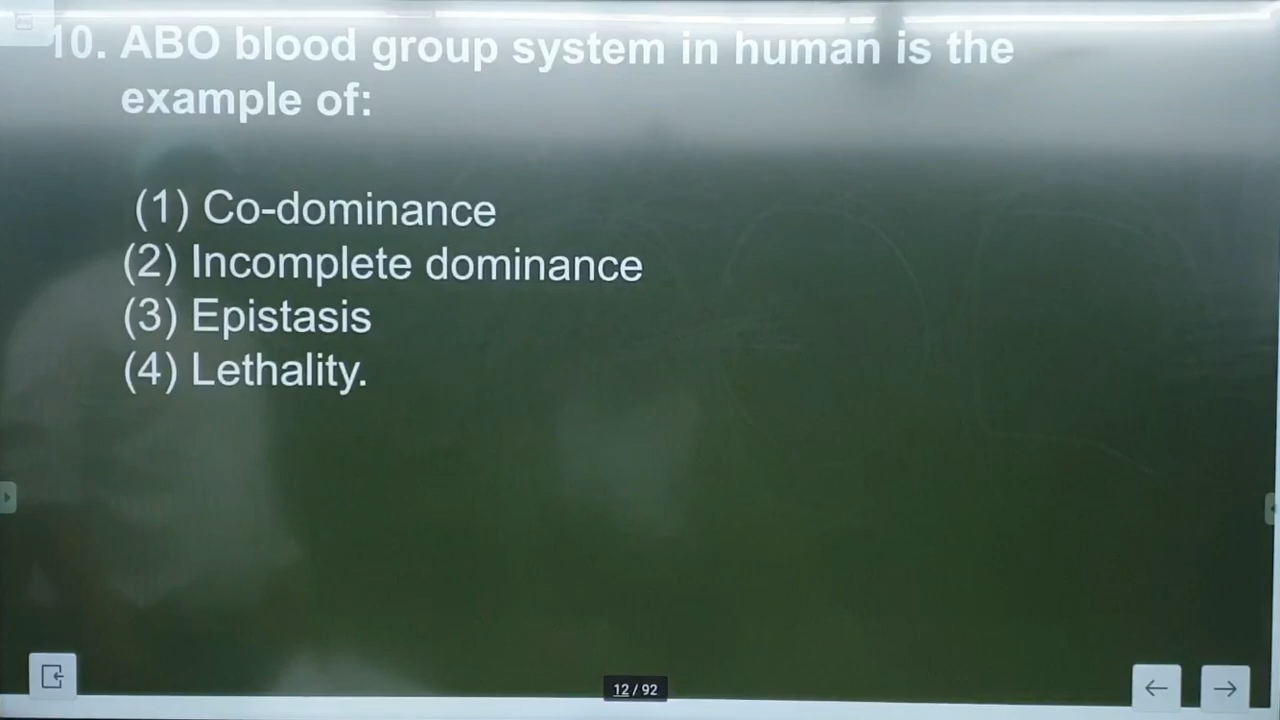 10. ABO blood group system in human is the
example of:
(1) Co-dominance
(2) Incomplete dominance
(3) Epistasis
(4) Lethality.
12 / 92